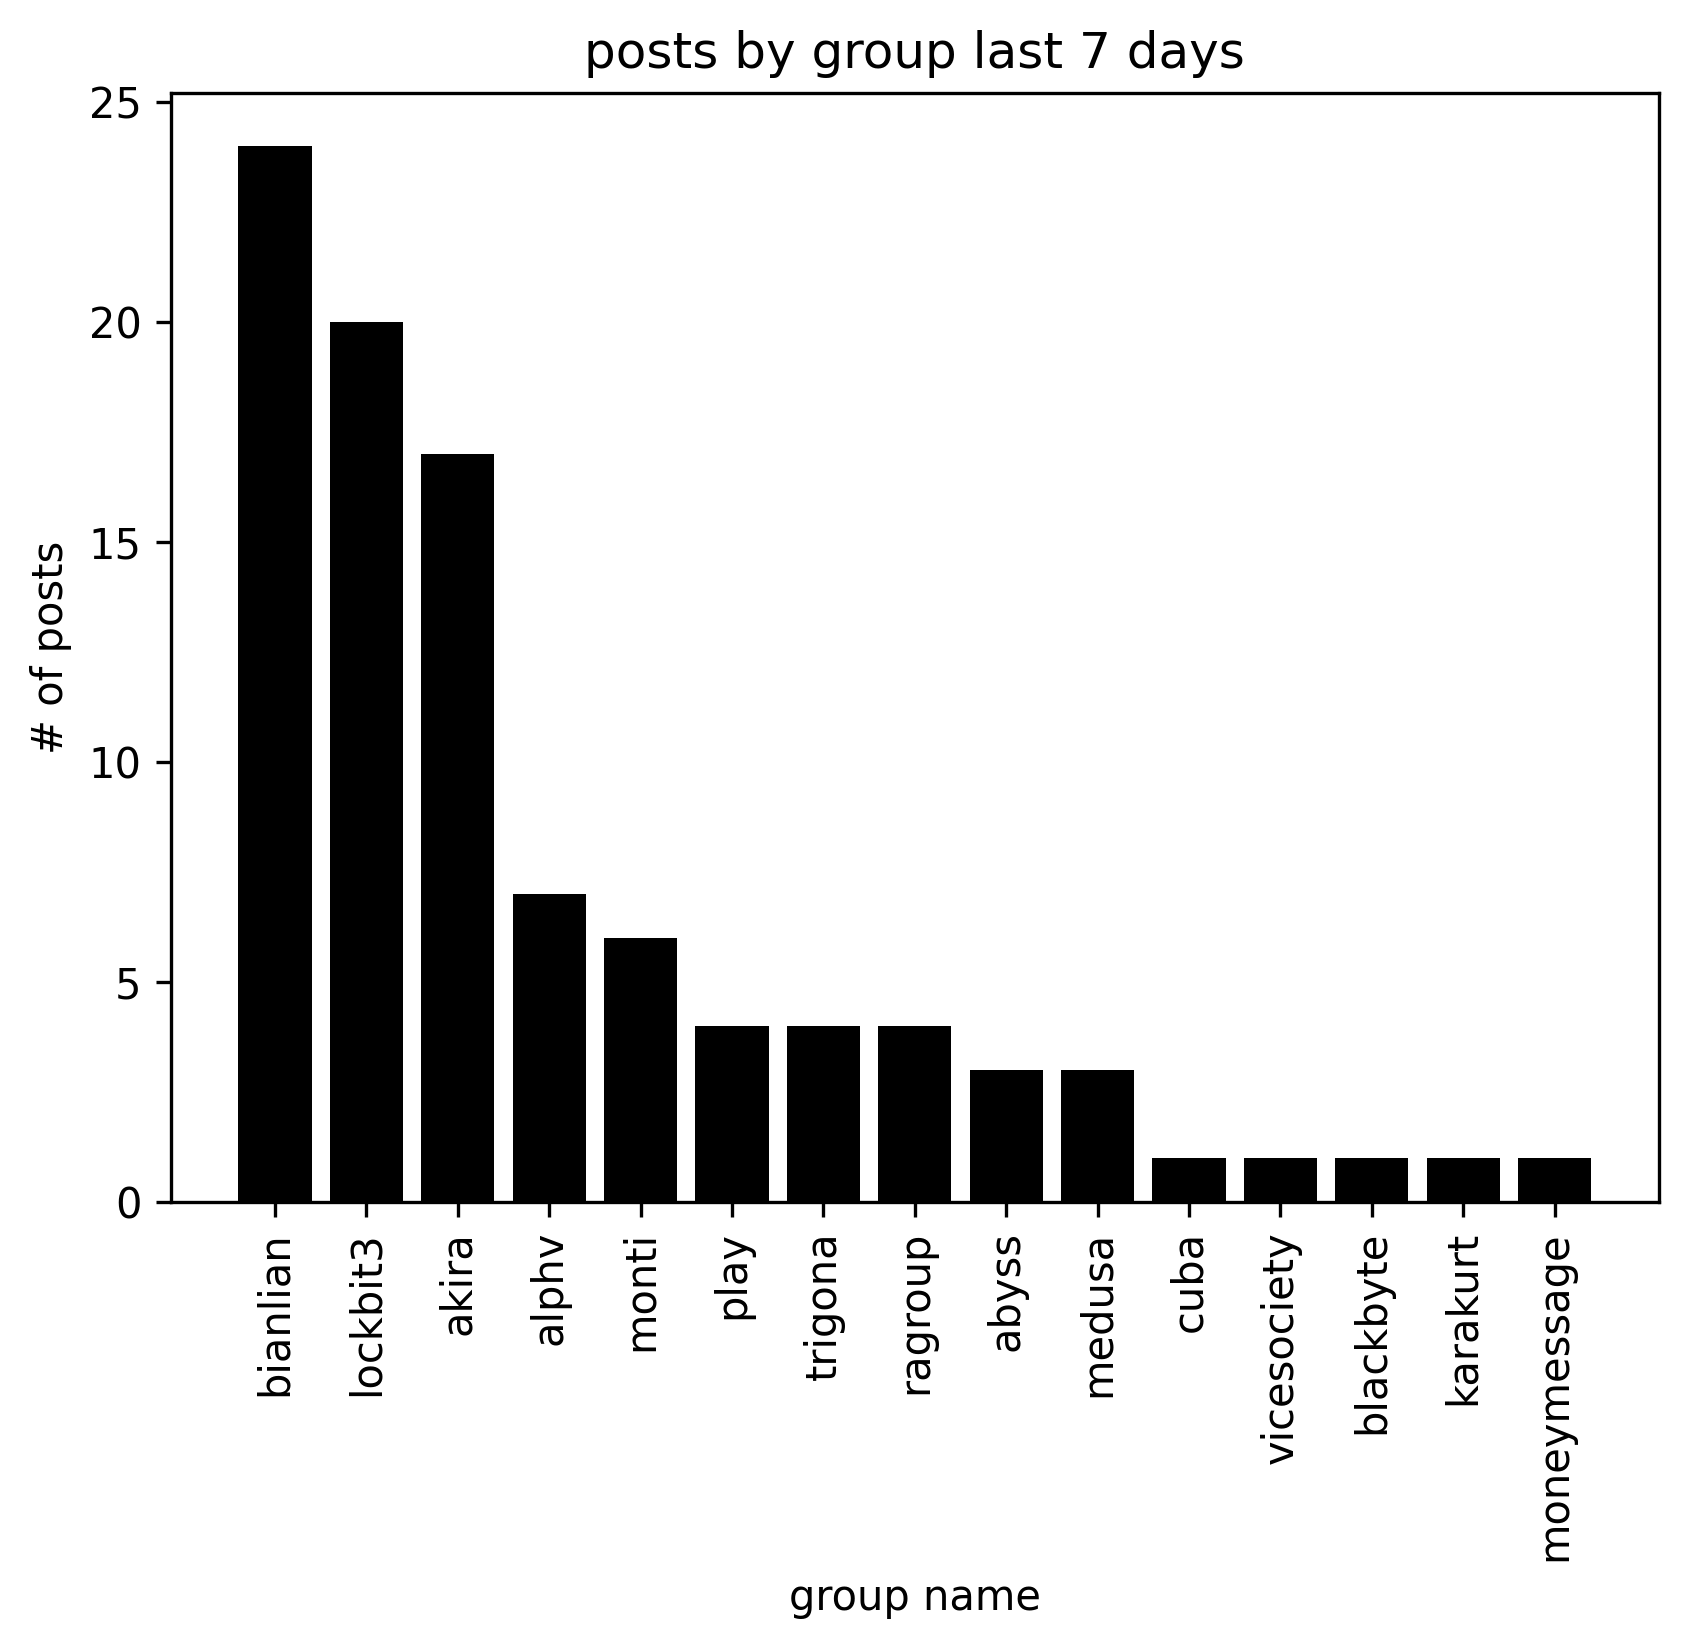 posts by group last 7 days
25
20
15
10
5
0
# of posts
bianlian
lockbit3
akira
alphv
monti
play
trigona
ragroup
abyss
medusa
cuba
vicesociety
blackbyte
karakurt
moneymessage
group name